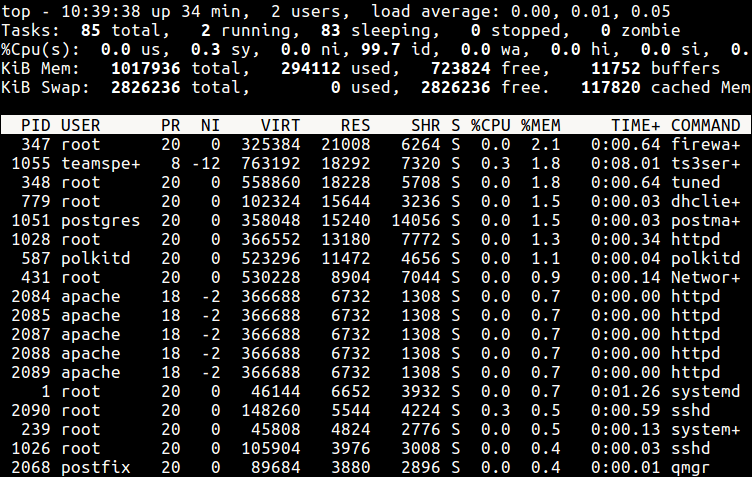 top - 10:39:38 up 34 min,  2 users,  load average: 0.00, 0.01, 0.05
Tasks:  85 total,   2 running,  83 sleeping,   0 stopped,   0 zombie
%Cpu(s):  0.0 us,  0.3 sy,  0.0 ni, 99.7 id,  0.0 wa,  0.0 hi,  0.0 si,  0.
KiB Mem:   1017936 total,   294112 used,   723824 free,    11752 buffers
KiB Swap:  2826236 total,        0 used,  2826236 free.   117820 cached Mem
  PID USER      PR  NI    VIRT    RES    SHR S %CPU %MEM     TIME+ COMMAND
  347 root      20   0  325384  21008   6264 S  0.0  2.1   0:00.64 firewa+
 1055 teamspe+   8 -12  763192  18292   7320 S  0.3  1.8   0:08.01 ts3ser+
  348 root      20   0  558860  18228   5708 S  0.0  1.8   0:00.64 tuned
  779 root      20   0  102324  15644   3236 S  0.0  1.5   0:00.03 dhclie+
 1051 postgres  20   0  358048  15240  14056 S  0.0  1.5   0:00.03 postma+
 1028 root      20   0  366552  13180   7772 S  0.0  1.3   0:00.34 httpd
  587 polkitd   20   0  523296  11472   4656 S  0.0  1.1   0:00.04 polkitd
  431 root      20   0  530228   8904   7044 S  0.0  0.9   0:00.14 Networ+
 2084 apache    18  -2  366688   6732   1308 S  0.0  0.7   0:00.00 httpd
 2085 apache    18  -2  366688   6732   1308 S  0.0  0.7   0:00.00 httpd
 2087 apache    18  -2  366688   6732   1308 S  0.0  0.7   0:00.00 httpd
 2088 apache    18  -2  366688   6732   1308 S  0.0  0.7   0:00.00 httpd
 2089 apache    18  -2  366688   6732   1308 S  0.0  0.7   0:00.00 httpd
    1 root      20   0   46144   6652   3932 S  0.0  0.7   0:01.26 systemd
 2090 root      20   0  148260   5544   4224 S  0.3  0.5   0:00.59 sshd
  239 root      20   0   45808   4824   2776 S  0.0  0.5   0:00.13 system+
 1026 root      20   0  105904   3976   3008 S  0.0  0.4   0:00.03 sshd
 2068 postfix   20   0   89684   3880   2896 S  0.0  0.4   0:00.01 qmgr